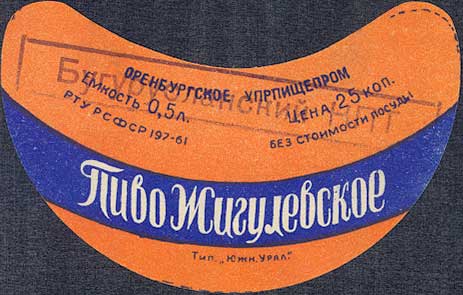 ОРЕНБУРГСКОЕ УПРПИЩЕПРОМ
Бугурусланский
ЕМКОСТЬ 0,5 л. ЦЕНА 25 КОП.
РТУ РСФСР 197-61 БЕЗ СТОИМОСТИ ПОСУДЫ
Пиво Жигулевское
Тип. „Южн. Урал"